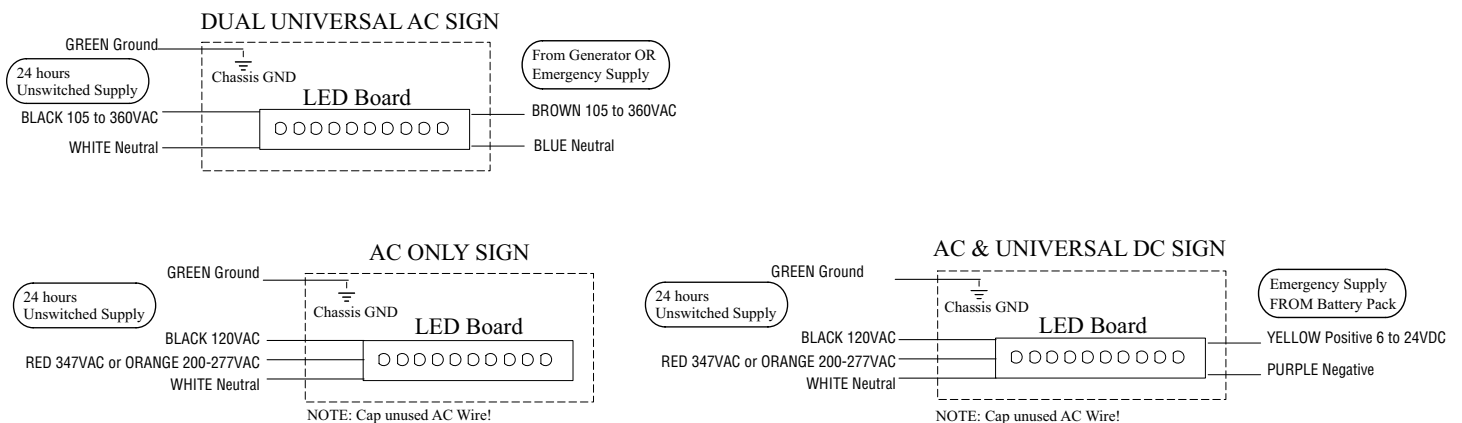 DUAL UNIVERSAL AC SIGN
GREEN Ground
Chassis GND
24 hours
Unswitched Supply
From Generator OR
Emergency Supply
LED Board
BLACK 105 to 360VAC
BROWN 105 to 360VAC
WHITE Neutral
BLUE Neutral
AC ONLY SIGN
GREEN Ground
Chassis GND
24 hours
Unswitched Supply
LED Board
BLACK 120VAC
RED 347VAC or ORANGE 200-277VAC
WHITE Neutral
NOTE: Cap unused AC Wire!
AC & UNIVERSAL DC SIGN
GREEN Ground
Chassis GND
24 hours
Unswitched Supply
Emergency Supply
FROM Battery Pack
LED Board
BLACK 120VAC
YELLOW Positive 6 to 24VDC
RED 347VAC or ORANGE 200-277VAC
PURPLE Negative
WHITE Neutral
NOTE: Cap unused AC Wire!